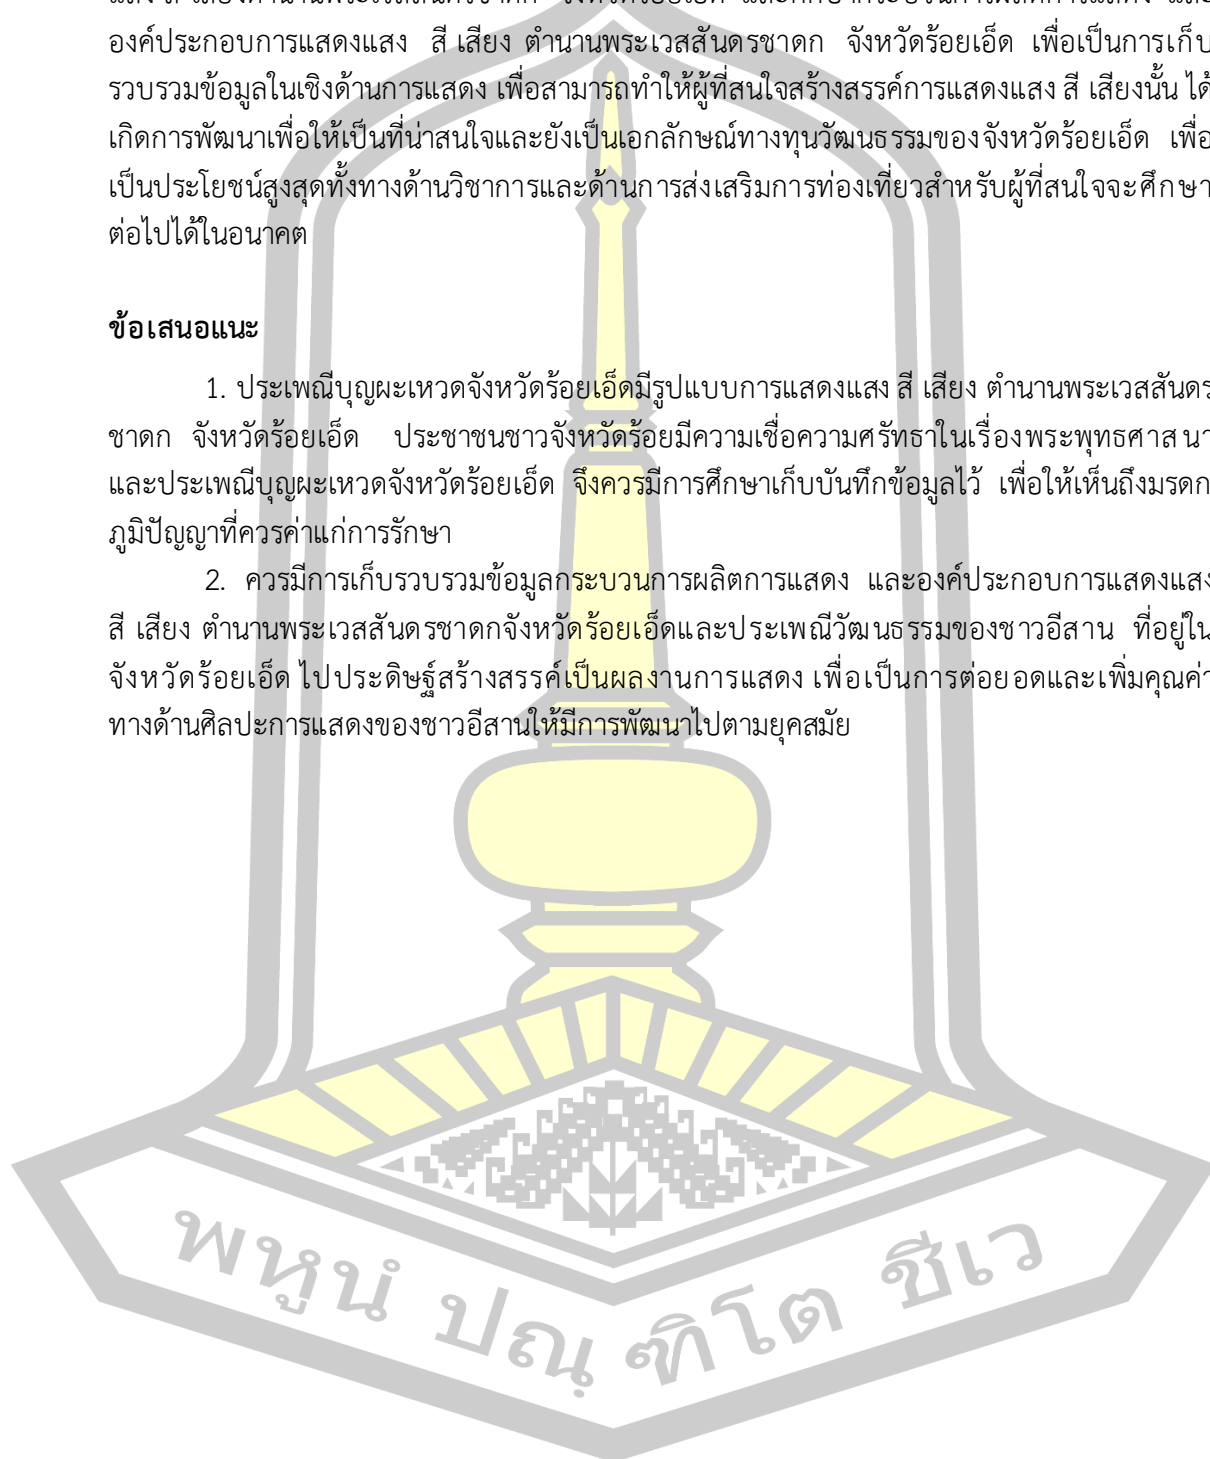 องค์ประกอบการแสดงแสง สี เสียง ตำนานพระเวสสันดรชาดก จังหวัดร้อยเอ็ด เพื่อเป็นการเก็บ
รวบรวมข้อมูลในเชิงด้านการแสดง เพื่อสามารถทำให้ผู้ที่สนใจสร้างสรรค์การแสดงแสง สี เสียงนั้น ได้
เกิดการพัฒนาเพื่อให้เป็นที่น่าสนใจและยังเป็นเอกลักษณ์ทางทุนวัฒนธรรมของจังหวัดร้อยเอ็ด เพื่อ
เป็นประโยชน์สูงสุดทั้งทางด้านวิชาการและด้านการส่งเสริมการท่องเที่ยวสำหรับผู้ที่สนใจจะศึกษา
ต่อไปได้ในอนาคต
ข้อเสนอแนะ
1. ประเพณีบุญผะเหวดจังหวัดร้อยเอ็ดมีรูปแบบการแสดงแสง สี เสียง ตำนานพระเวสสันดร
ชาดก จังหวัดร้อยเอ็ด ประชาชนชาวจังหวัดร้อยมีความเชื่อความศรัทธาในเรื่องพระพุทธศาสนา
และประเพณีบุญผะเหวดจังหวัดร้อยเอ็ด จึงควรมีการศึกษาเก็บบันทึกข้อมูลไว้ เพื่อให้เห็นถึงมรดก
ภูมิปัญญาที่ควรค่าแก่การรักษา
2. ควรมีการเก็บรวบรวมข้อมูลกระบวนการผลิตการแสดง และองค์ประกอบการแสดงแสง
สี เสียง ตำนานพระเวสสันดรชาดกจังหวัดร้อยเอ็ดและประเพณีวัฒนธรรมของชาวอีสาน ที่อยู่ใน
จังหวัดร้อยเอ็ด ไปประดิษฐ์สร้างสรรค์เป็นผลงานการแสดง เพื่อเป็นการต่อยอดและเพิ่มคุณค่า
ทางด้านศิลปะการแสดงของชาวอีสานให้มีการพัฒนาไปตามยุคสมัย
พหูนํ ปณฺฑิโต ชีเว